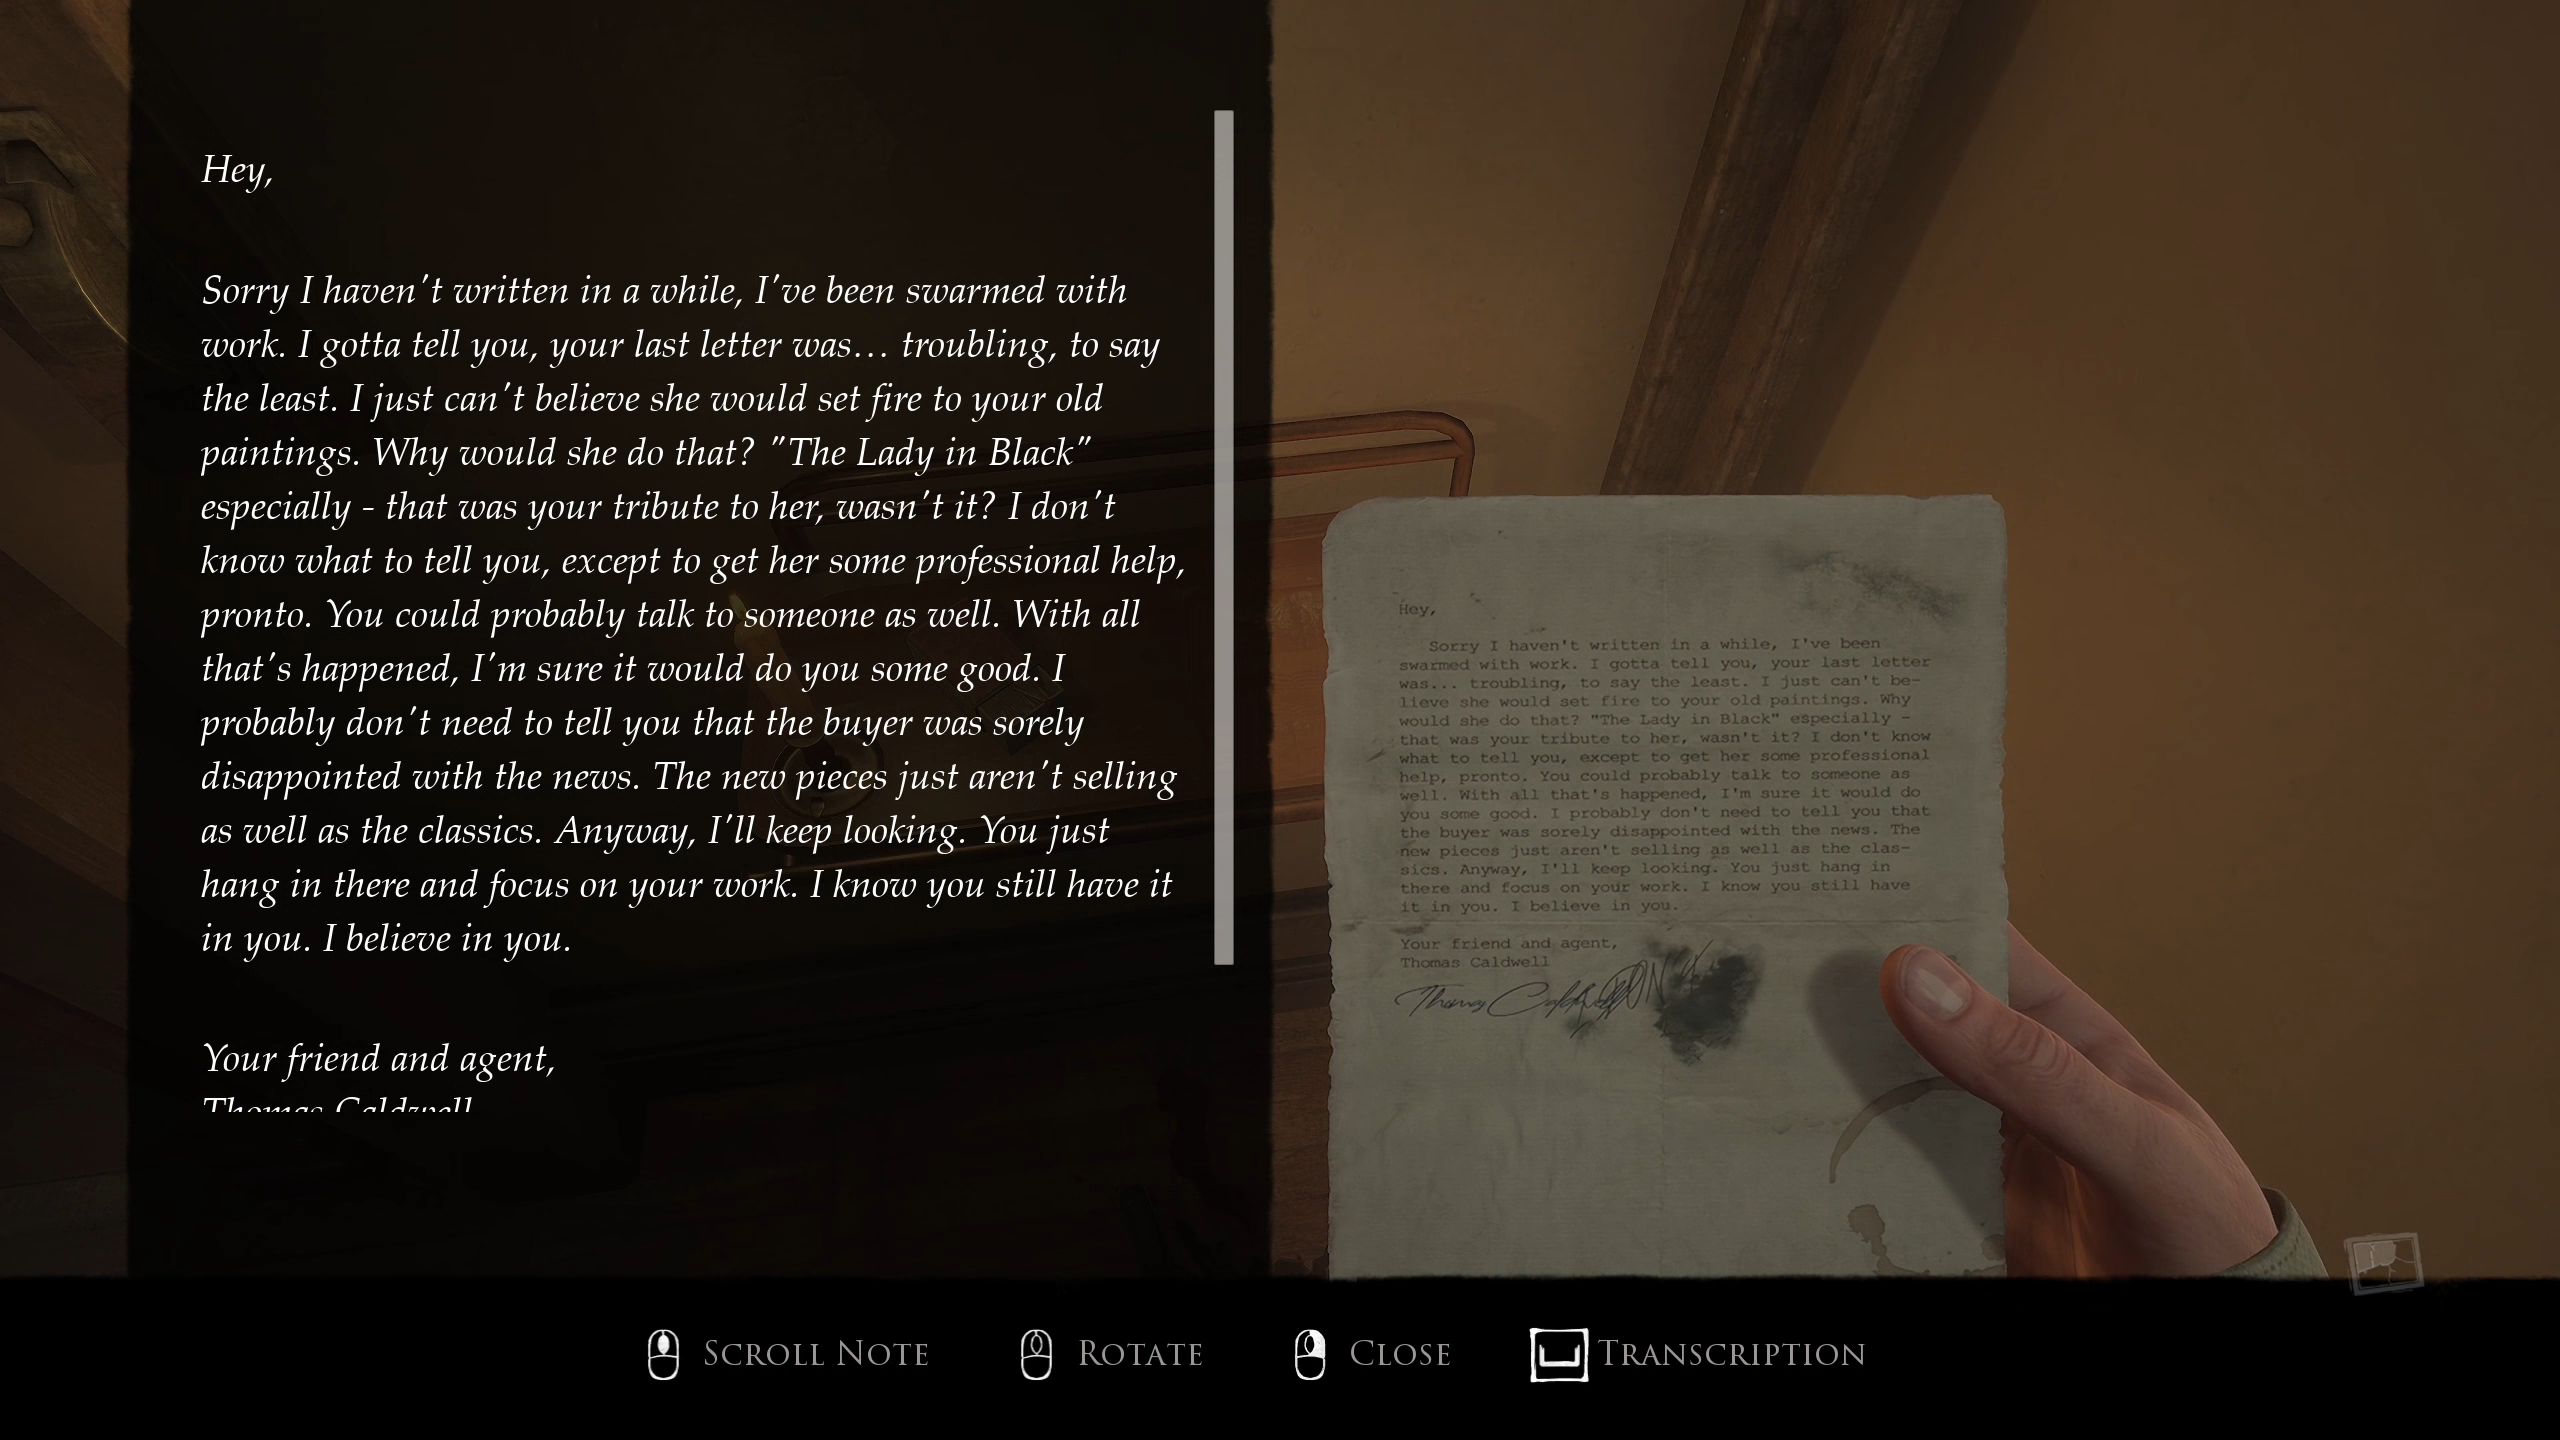 Hey,
Sorry I haven't written in a while, I've been swarmed with
work. I gotta tell you, your last letter was... troubling, to say
the least. I just can't believe she would set fire to your old
paintings. Why would she do that? "The Lady in Black"
especially - that was your tribute to her, wasn't it? I don't
know what to tell you, except to get her some professional help,
pronto. You could probably talk to someone as well. With all
that's happened, I'm sure it would do you some good. I
probably don't need to tell you that the buyer was sorely
disappointed with the news. The new pieces just aren't selling
as well as the classics. Anyway, I'll keep looking. You just
hang in there and focus on your work. I know you still have it
in you. I believe in you.
Your friend and agent,
Thomas Caldwell
Hey,
Sorry I haven't written in a while, I've been
swarmed with work. I gotta tell you, your last letter
was... troubling, to say the least. I just can't be-
lieve she would set fire to your old paintings. Why
would she do that? "The Lady in Black" especially -
that was your tribute to her, wasn't it? I don't know
what to tell you, except to get her some professional
help, pronto. You could probably talk to someone as
well. With all that's happened, I'm sure it would do
you some good. I probably don't need to tell you that
the buyer was sorely disappointed with the news. The
new pieces just aren't selling as well as the clas-
sics. Anyway, I'll keep looking. You just hang in
there and focus on your work. I know you still have
it in you. I believe in you.
Your friend and agent,
Thomas Caldwell
Thomas Caldwell
SCROLL NOTE
ROTATE
CLOSE
TRANSCRIPTION